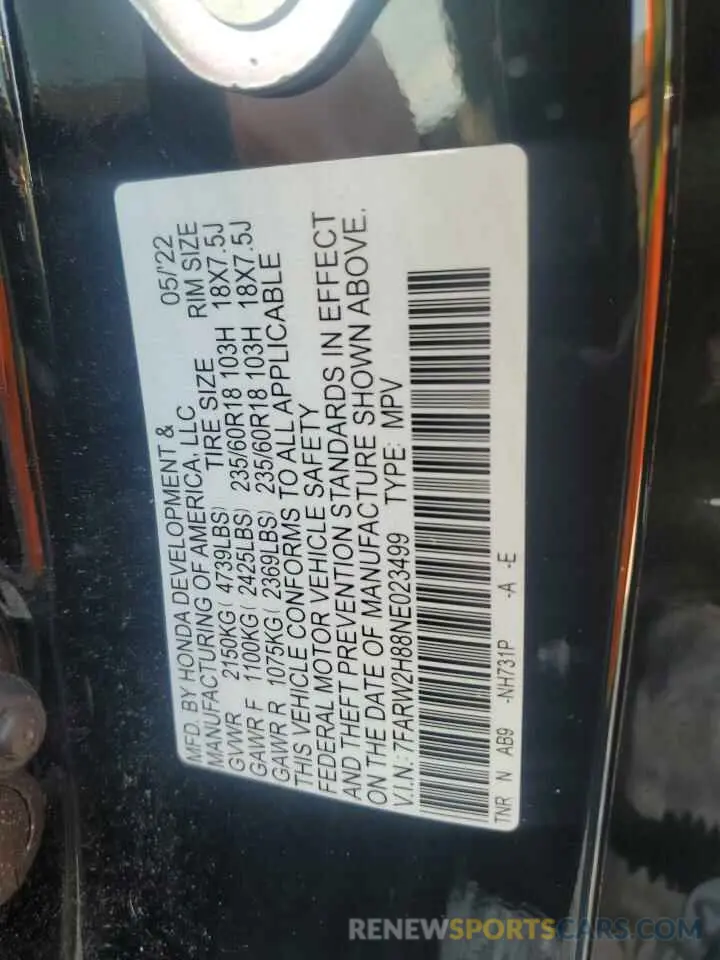 MFD. BY HONDA DEVELOPMENT & 05/'22
MANUFACTURING OF AMERICA, LLC
TIRE SIZE RIM SIZE
GVWR 2150KG( 4739LBS)
GAWR F 1100KG( 2425LBS) 235/60R18 103H 18X7.5J
GAWR R 1075KG( 2369LBS) 235/60R18 103H 18X7.5J
THIS VEHICLE CONFORMS TO ALL APPLICABLE
FEDERAL MOTOR VEHICLE SAFETY
AND THEFT PREVENTION STANDARDS IN EFFECT
ON THE DATE OF MANUFACTURE SHOWN ABOVE.
V.I.N.: 7FARW2H88NE023499 TYPE: MPV
TNR N AB9 -NH731P -A -E
RENEWSPORTSCARS.COM